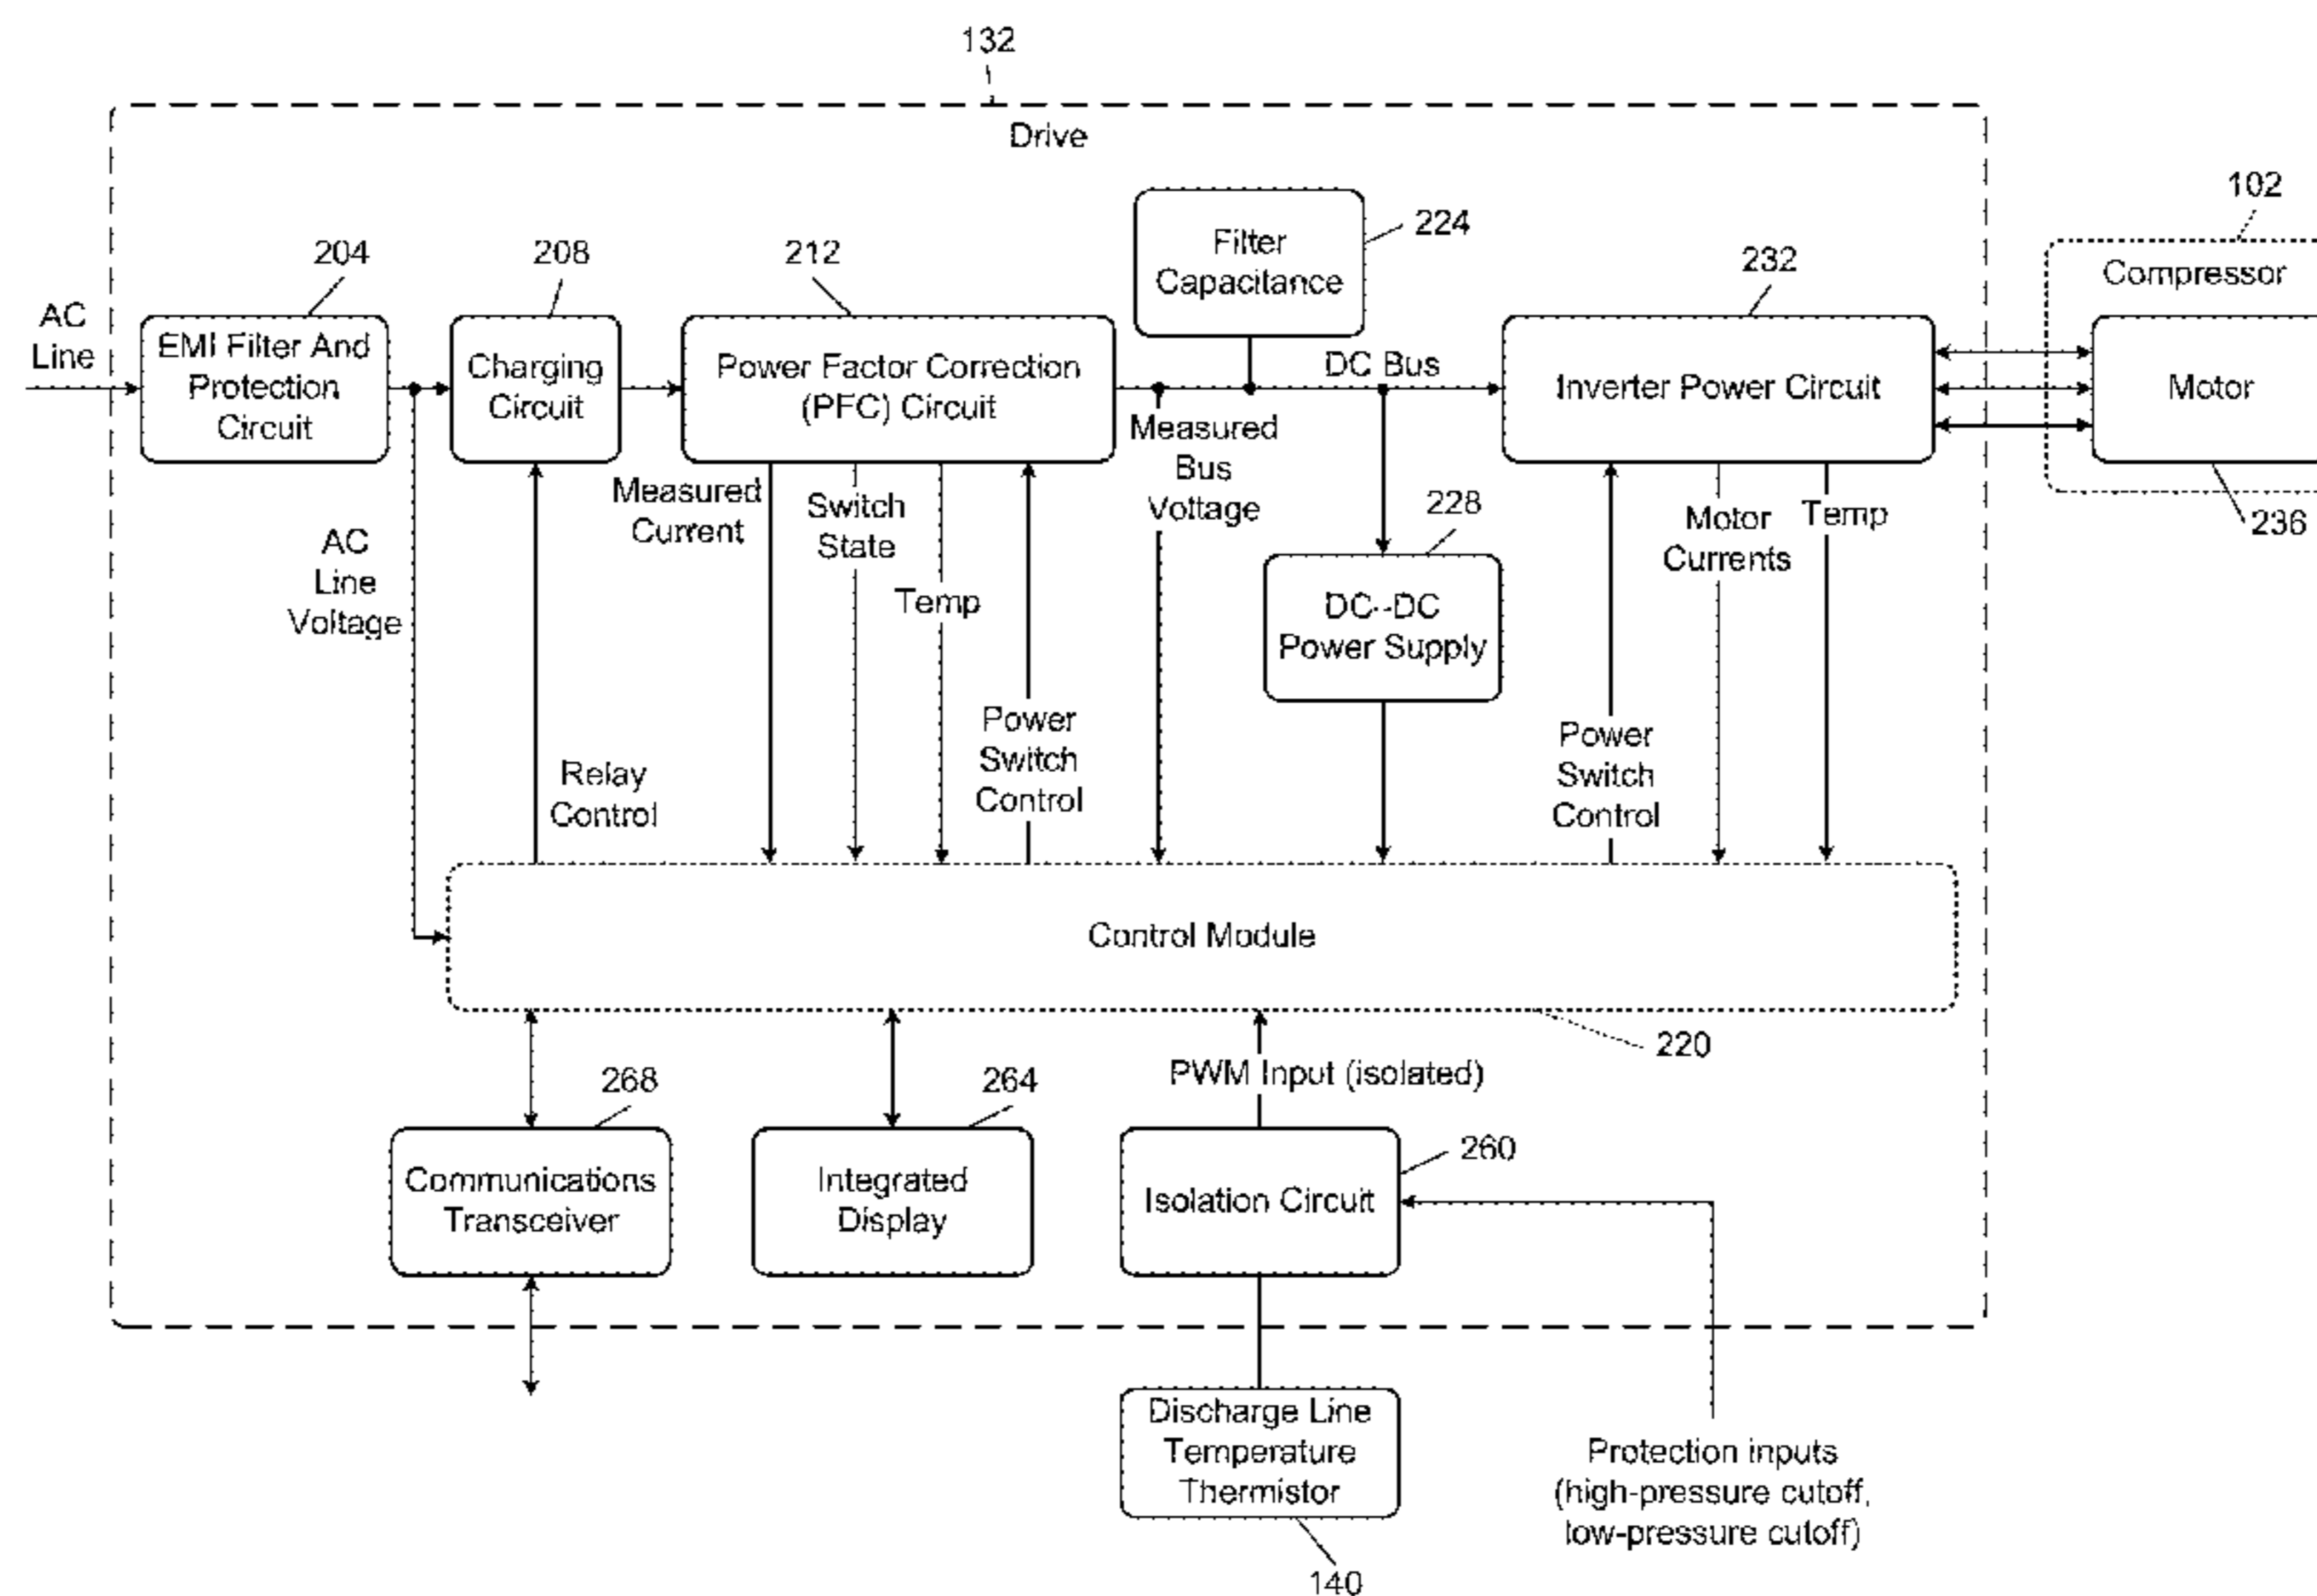 132
Drive
102
Compressor
224
Filter
Capacitance
204
208
212
232
AC
Line
EMI Filter And
Protection
Circuit
Charging
Circuit
Power Factor Correction
(PFC) Circuit
DC Bus
Inverter Power Circuit
Motor
236
AC
Line
Voltage
Relay
Control
Measured
Current
Switch
State
Temp
Power
Switch
Control
Measured
Bus
Voltage
228
DC--DC
Power Supply
Power
Switch
Control
Motor
Currents
Temp
Control Module
220
268
264
PWM Input (isolated)
260
Communications
Transceiver
Integrated
Display
Isolation Circuit
Discharge Line
Temperature
Thermistor
140
Protection inputs
(high-pressure cutoff,
low-pressure cutoff)